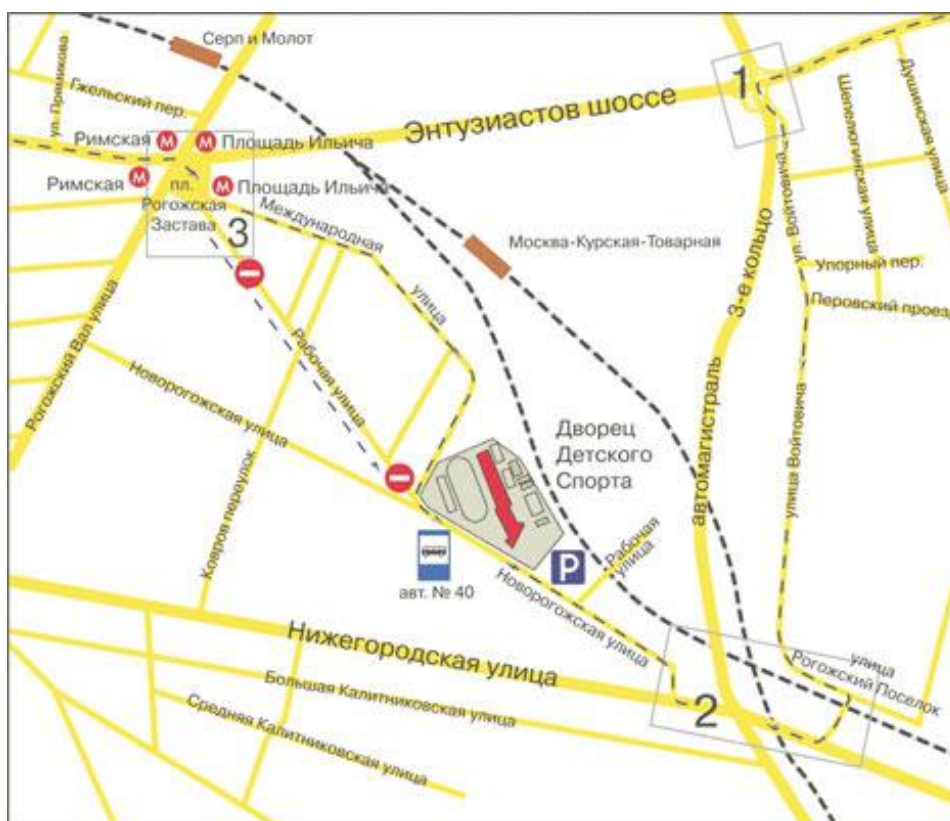 Серп и Молот
ул. Прямикова
Гжельский пер.
Энтузиастов шоссе
1
Душинская улица
Шепелюгинская улица
Римская
М
М
Площадь Ильича
Римская
М
М
Площадь Ильича
пл.
Рогожская
Застава
3
Международная
улица
Москва-Курская-Товарная
3-е кольцо
автомагистраль
ул. Войтовича
Упорный пер.
Перовский проезд
Рогожский Вал улица
Новорогожская улица
Рабочая улица
Ковров переулок
Дворец
Детского
Спорта
улица Войтовича
авт. № 40
P
Рабочая
улица
Новорогожская улица
Нижегородская улица
2
улица
Рогожский Поселок
Большая Калитниковская улица
Средняя Калитниковская улица